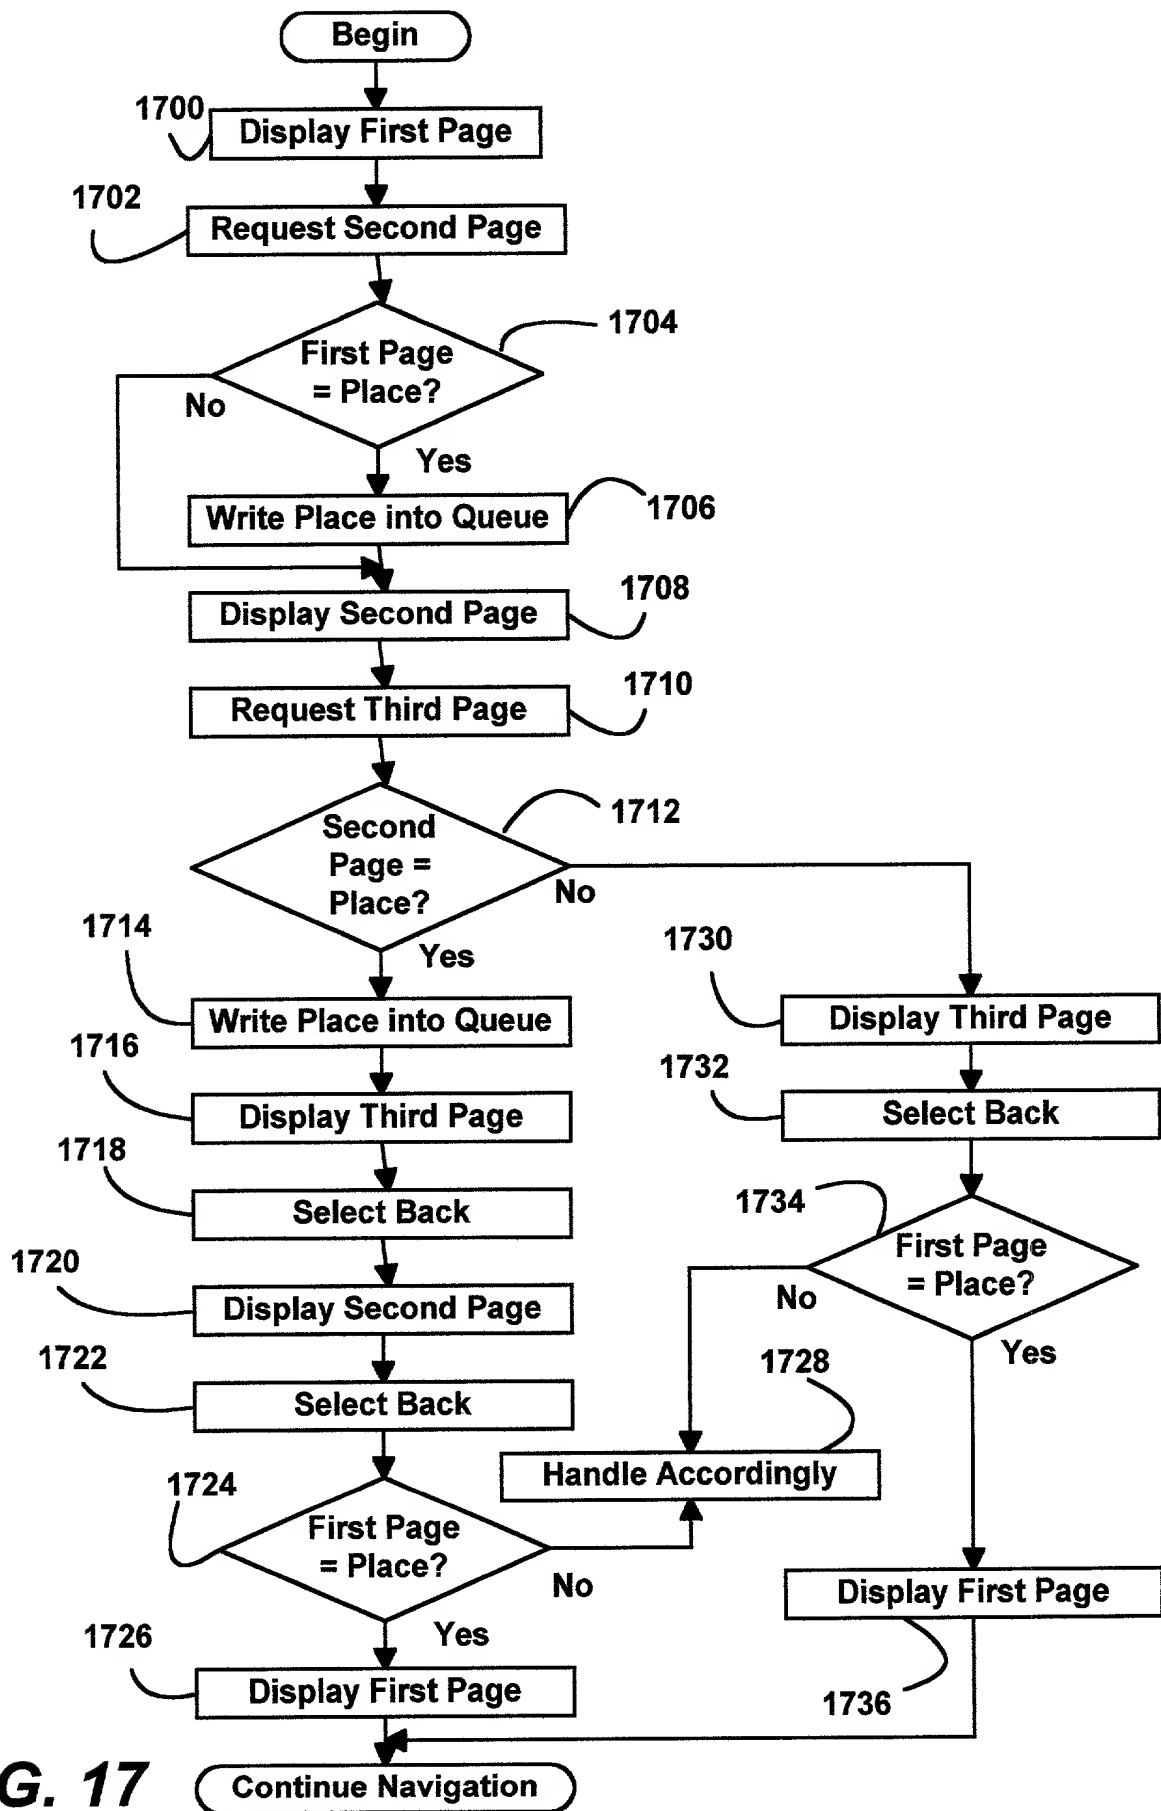 Begin
1700
Display First Page
1702
Request Second Page
1704
First Page
= Place?
No
Yes
1706
Write Place into Queue
1708
Display Second Page
1710
Request Third Page
1712
Second
Page =
Place?
No
Yes
1714
Write Place into Queue
1730
Display Third Page
1716
Display Third Page
1732
Select Back
1718
Select Back
1734
First Page
= Place?
No
Yes
1720
Display Second Page
1722
Select Back
1728
Handle Accordingly
1724
First Page
= Place?
No
Yes
Display First Page
1736
1726
Display First Page
G. 17
Continue Navigation